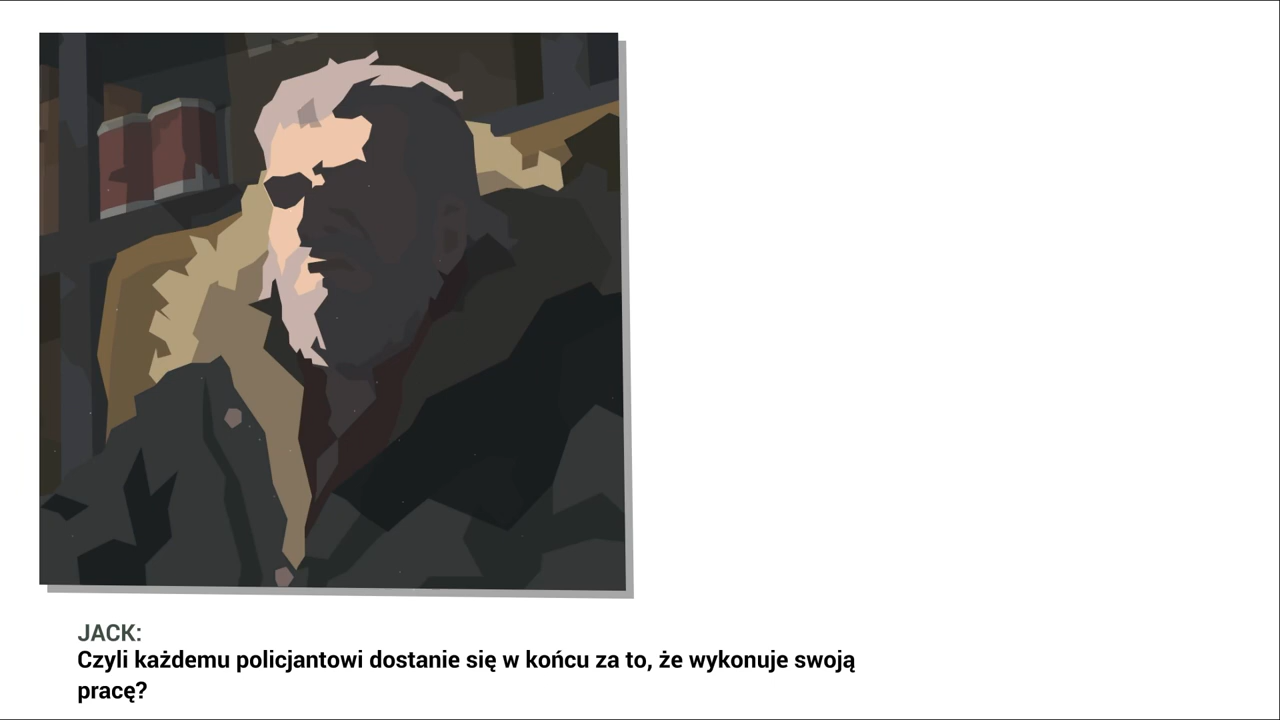 JACK:
Czyli każdemu policjantowi dostanie się w końcu za to, że wykonuje swoją
pracę?